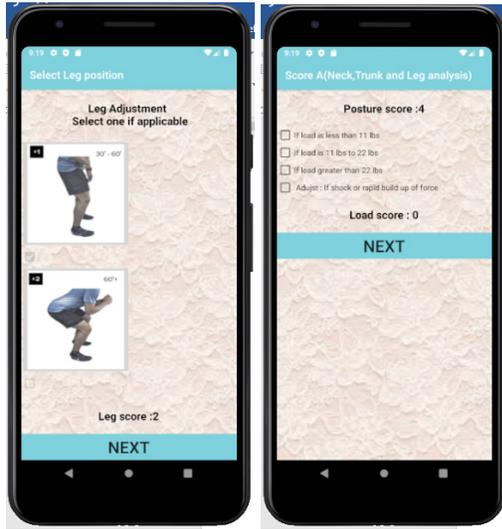 9:19
Select Leg position
Leg Adjustment
Select one if applicable
+1
30° - 60°
+2
60°+
Leg score :2
NEXT
9:19
Score A(Neck,Trunk and Leg analysis)
Posture score :4
If load is less than 11 lbs
If load is 11 lbs to 22 lbs
If load greater than 22 lbs
Adjust : If shock or rapid build up of force
Load score : 0
NEXT